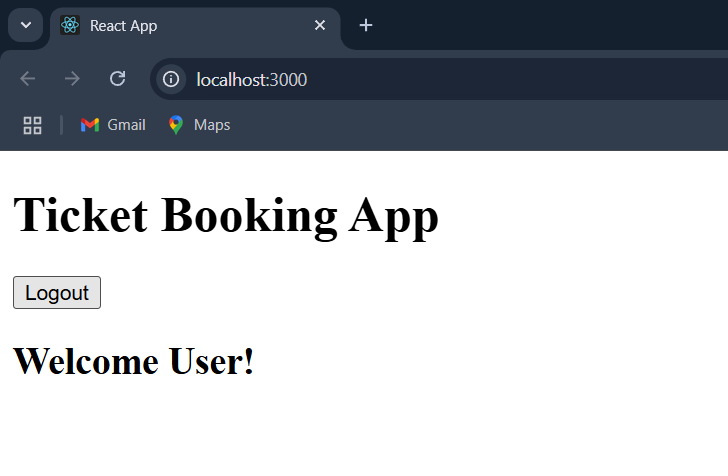 React App
localhost:3000
Gmail Maps
Ticket Booking App
Logout
Welcome User!